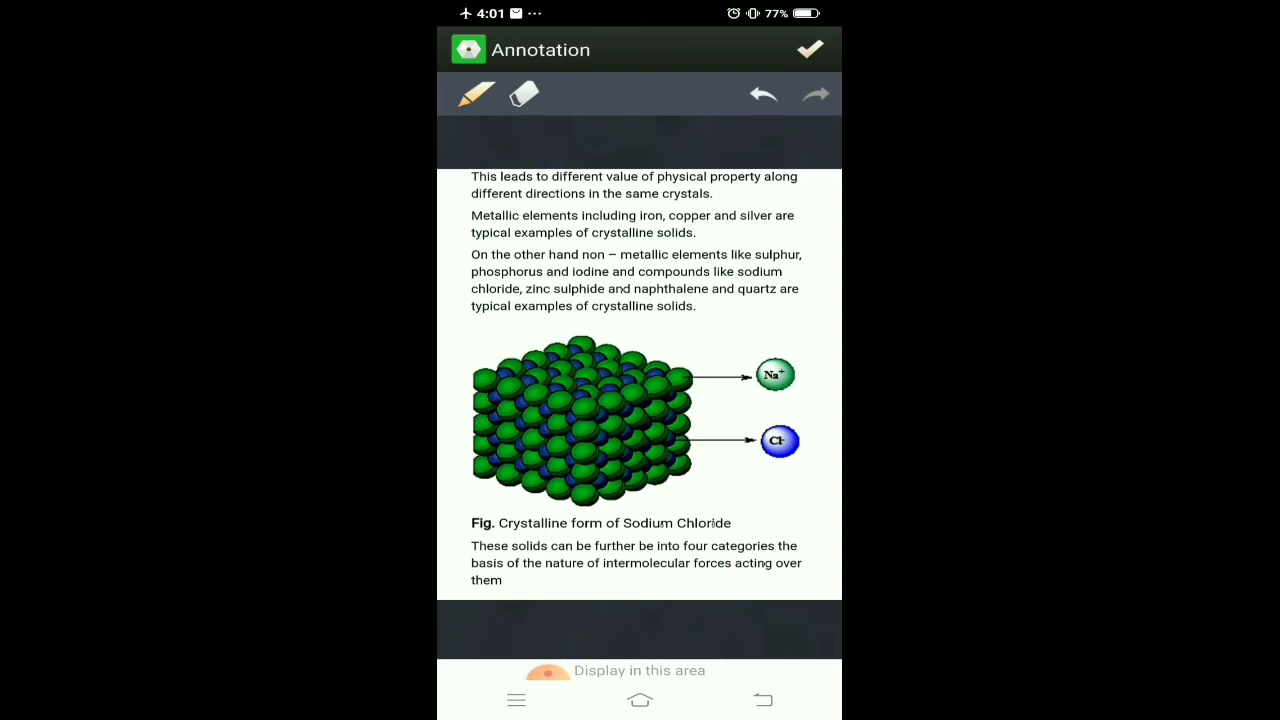 4:01
77%
Annotation
This leads to different value of physical property along
different directions in the same crystals.
Metallic elements including iron, copper and silver are
typical examples of crystalline solids.
On the other hand non – metallic elements like sulphur,
phosphorus and iodine and compounds like sodium
chloride, zinc sulphide and naphthalene and quartz are
typical examples of crystalline solids.
Na⁺
Cl-
Fig. Crystalline form of Sodium Chloride
These solids can be further be into four categories the
basis of the nature of intermolecular forces acting over
them
Display in this area